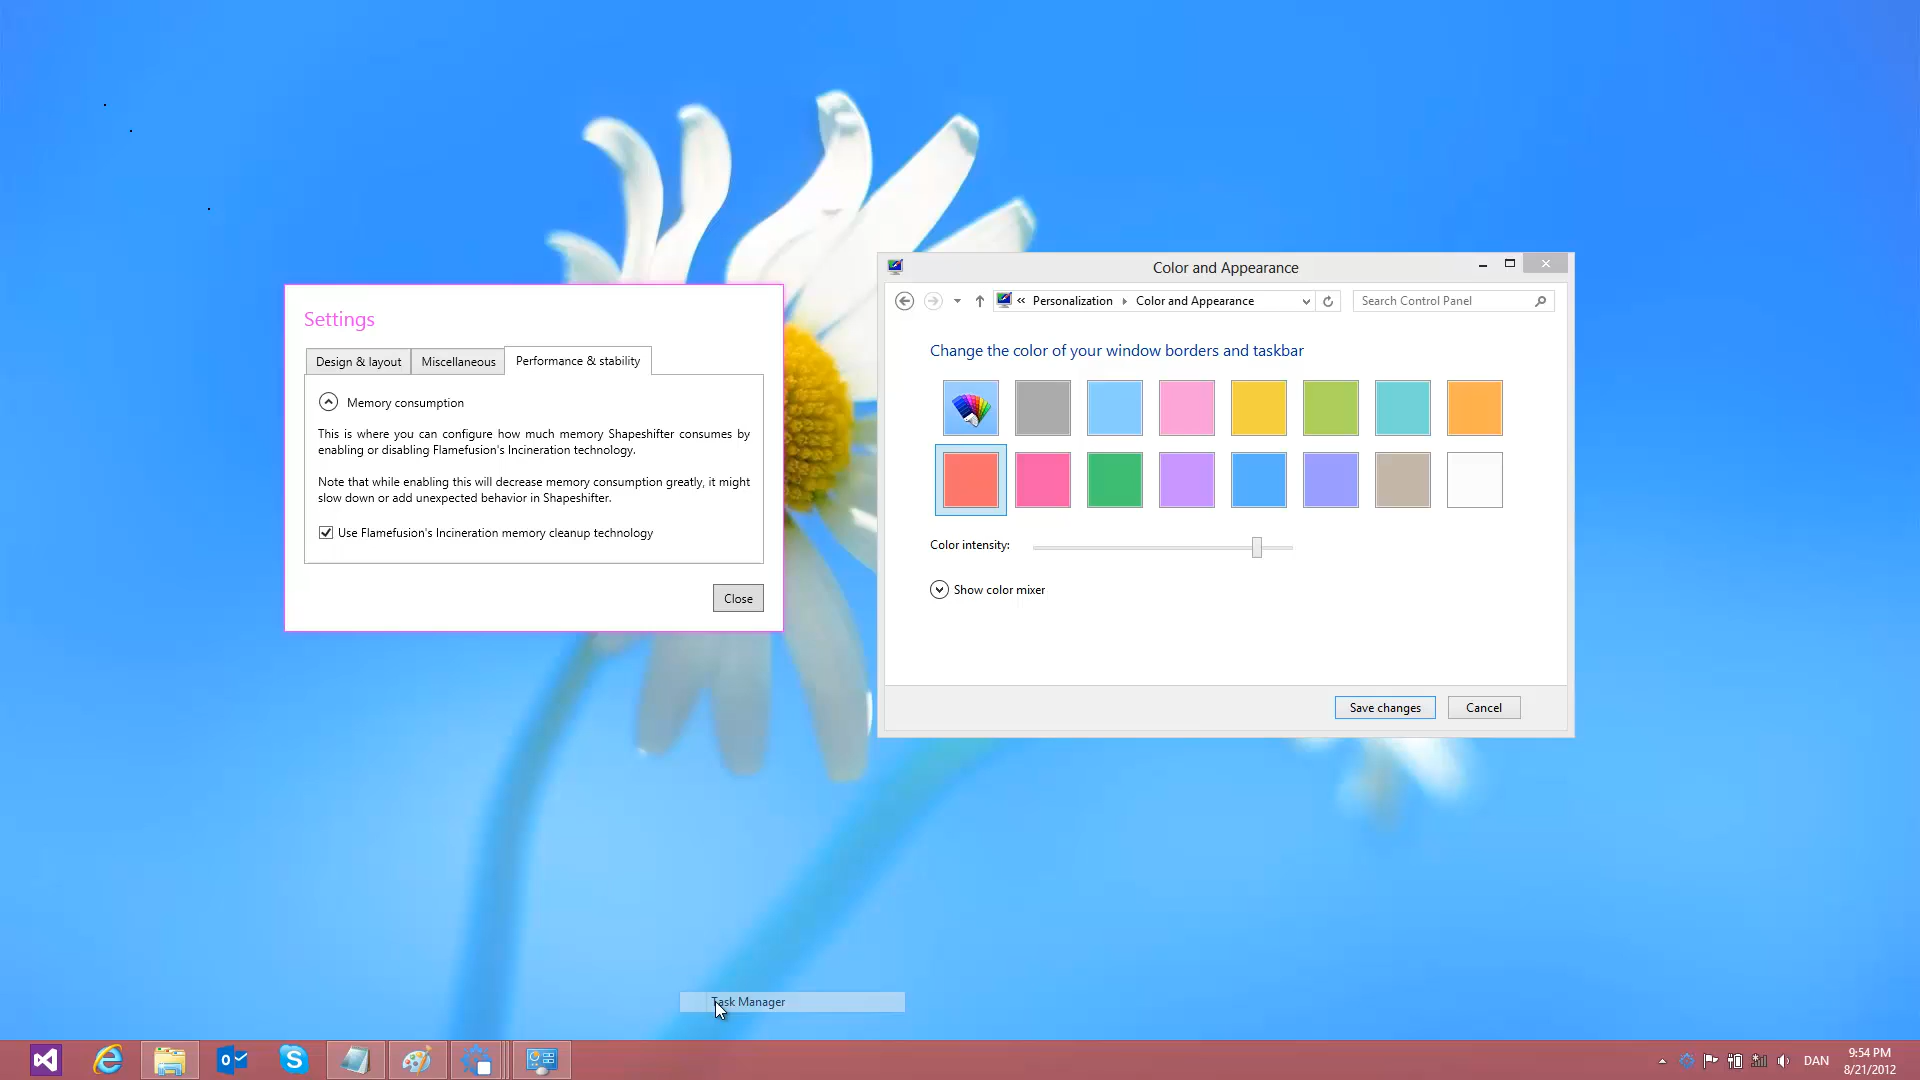 Settings
Design & layout
Miscellaneous
Performance & stability
Memory consumption
This is where you can configure how much memory Shapeshifter consumes by
enabling or disabling Flamefusion's Incineration technology.
Note that while enabling this will decrease memory consumption greatly, it might
slow down or add unexpected behavior in Shapeshifter.
Use Flamefusion's Incineration memory cleanup technology
Close
Color and Appearance
« Personalization Color and Appearance
Search Control Panel
Change the color of your window borders and taskbar
Color intensity:
Show color mixer
Save changes
Cancel
Task Manager
DAN
9:54 PM
8/21/2012